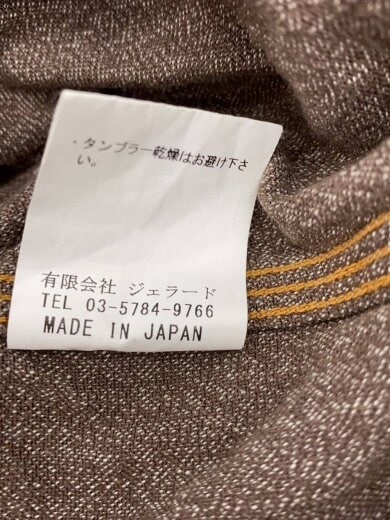 ・タンブラー乾燥はお避け下さ
い。
有限会社 ジェラード
TEL 03-5784-9766
MADE IN JAPAN